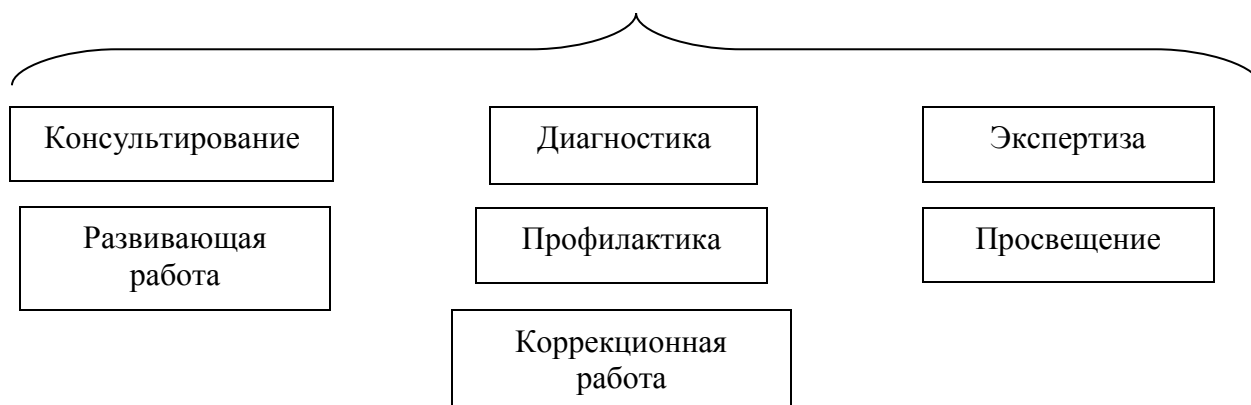 Консультирование
Диагностика
Экспертиза
Развивающая
работа
Профилактика
Просвещение
Коррекционная
работа